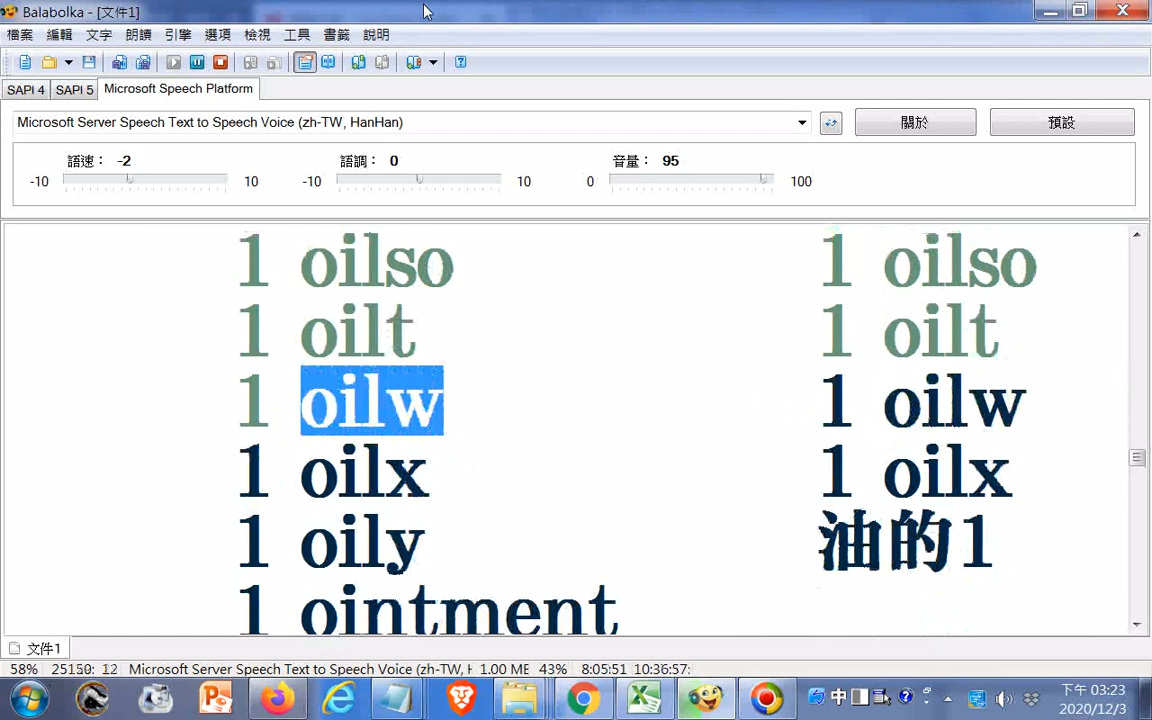 Balabolka - [文件1]
檔案 編輯 文字 朗讀 引擎 選項 檢視 工具 書籤 說明
SAPI 4 SAPI 5 Microsoft Speech Platform
Microsoft Server Speech Text to Speech Voice (zh-TW, HanHan) 關於 預設
語速: -2 語調: 0 音量: 95
-10 10 -10 10 0 100
1 oilso 1 oilso
1 oilt 1 oilt
1 oilw 1 oilw
1 oilx 1 oilx
1 oily 油的1
1 ointment
文件1
58% 25150: 12 Microsoft Server Speech Text to Speech Voice (zh-TW, 1.00 ME 43% 8:05:51 10:36:57:
中 下午 03:23
2020/12/3